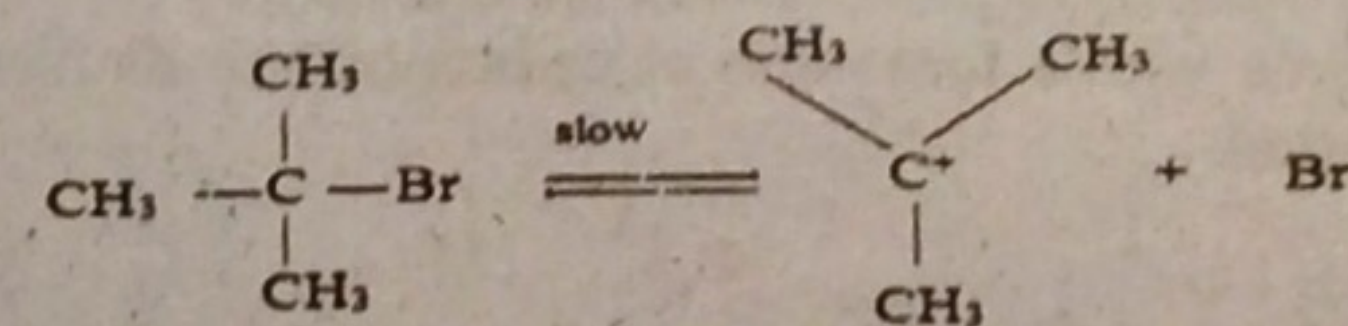 CH₃ CH₃ CH₃
slow
CH₃ —C —Br C⁺ + Br
CH₃ CH₃